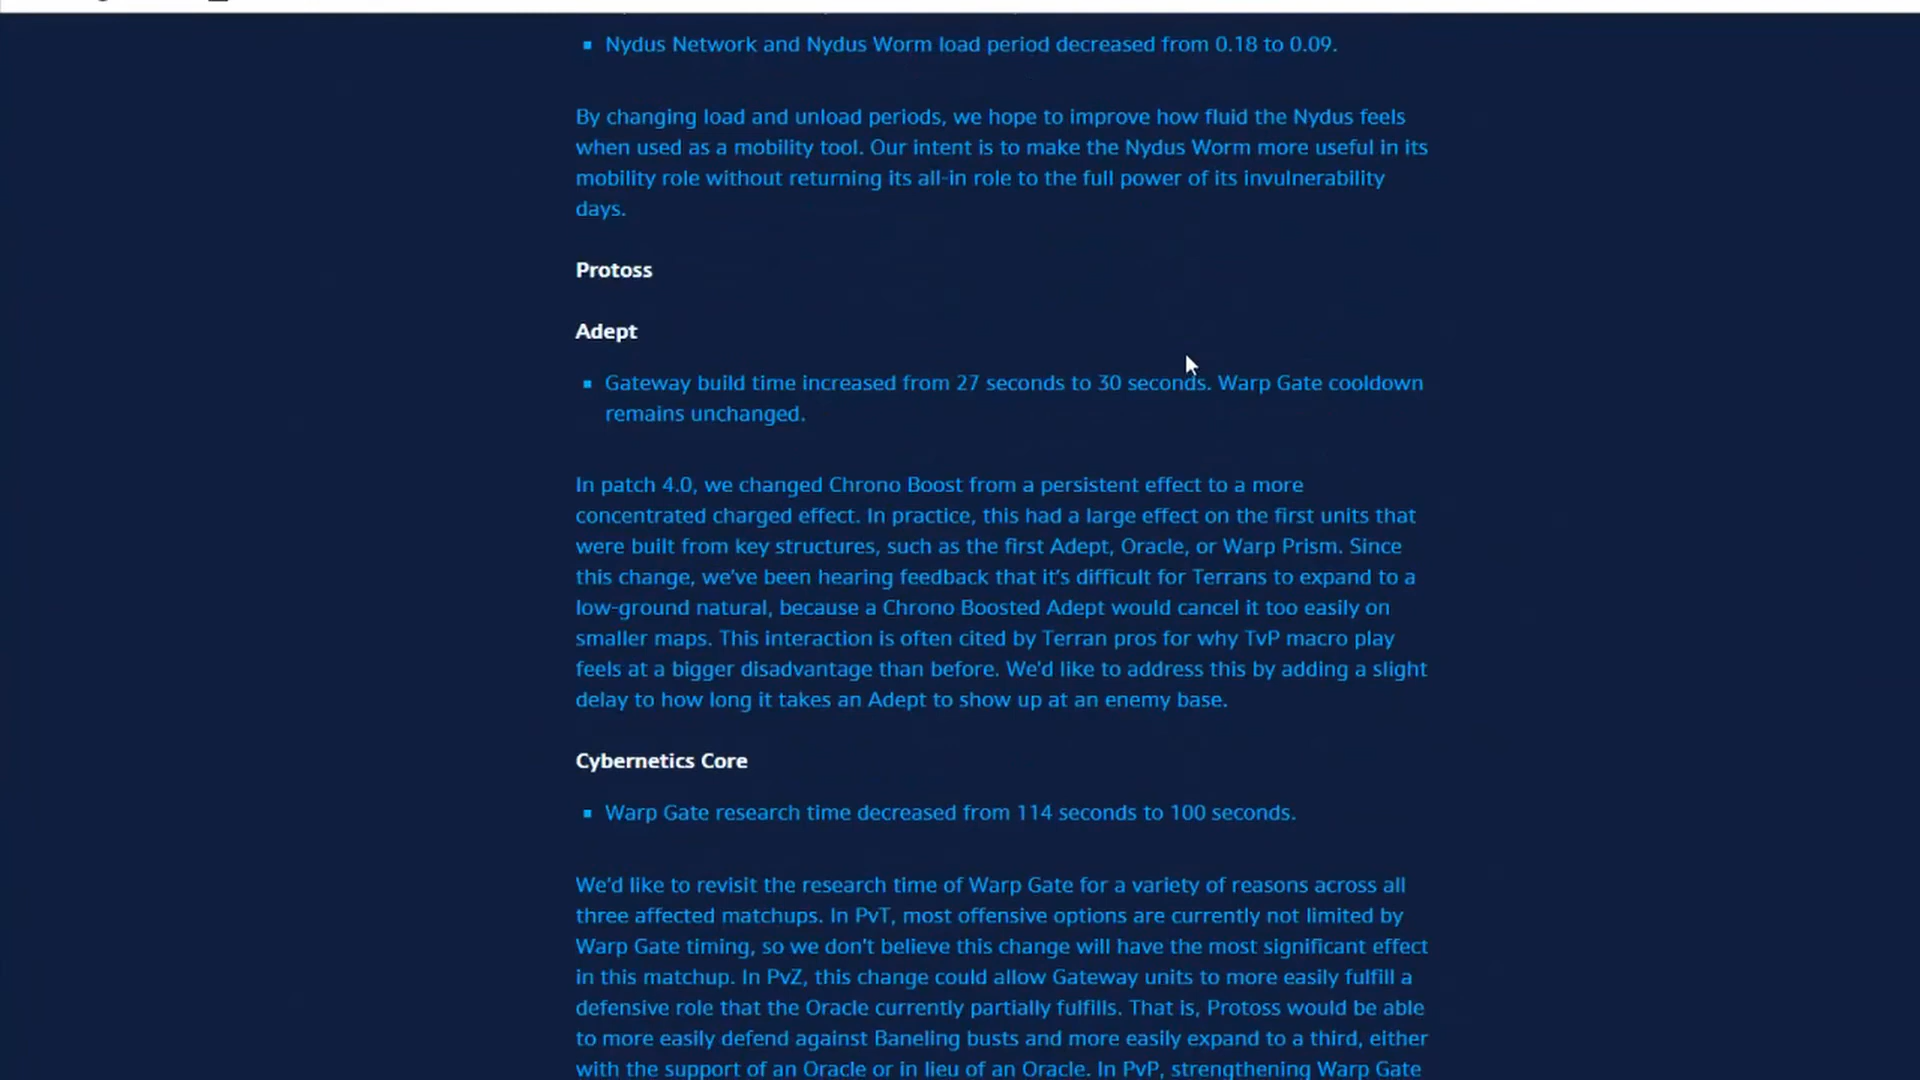 ▪ Nydus Network and Nydus Worm load period decreased from 0.18 to 0.09.
By changing load and unload periods, we hope to improve how fluid the Nydus feels
when used as a mobility tool. Our intent is to make the Nydus Worm more useful in its
mobility role without returning its all-in role to the full power of its invulnerability
days.
Protoss
Adept
▪ Gateway build time increased from 27 seconds to 30 seconds. Warp Gate cooldown
remains unchanged.
In patch 4.0, we changed Chrono Boost from a persistent effect to a more
concentrated charged effect. In practice, this had a large effect on the first units that
were built from key structures, such as the first Adept, Oracle, or Warp Prism. Since
this change, we've been hearing feedback that it's difficult for Terrans to expand to a
low-ground natural, because a Chrono Boosted Adept would cancel it too easily on
smaller maps. This interaction is often cited by Terran pros for why TvP macro play
feels at a bigger disadvantage than before. We'd like to address this by adding a slight
delay to how long it takes an Adept to show up at an enemy base.
Cybernetics Core
▪ Warp Gate research time decreased from 114 seconds to 100 seconds.
We'd like to revisit the research time of Warp Gate for a variety of reasons across all
three affected matchups. In PvT, most offensive options are currently not limited by
Warp Gate timing, so we don't believe this change will have the most significant effect
in this matchup. In PvZ, this change could allow Gateway units to more easily fulfill a
defensive role that the Oracle currently partially fulfills. That is, Protoss would be able
to more easily defend against Baneling busts and more easily expand to a third, either
with the support of an Oracle or in lieu of an Oracle. In PvP, strengthening Warp Gate